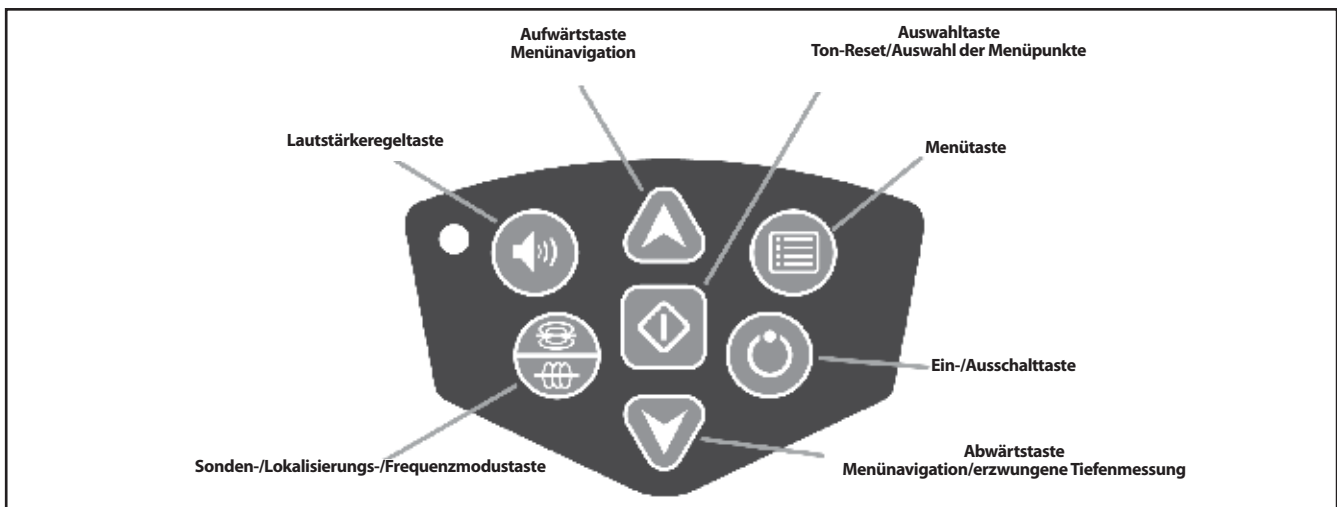 Aufwärtstaste
Menünavigation
Auswahltaste
Ton-Reset/Auswahl der Menüpunkte
Lautstärkeregeltaste
Menütaste
Ein-/Ausschalttaste
Sonden-/Lokalisierungs-/Frequenzmodustaste
Abwärtstaste
Menünavigation/erzwungene Tiefenmessung